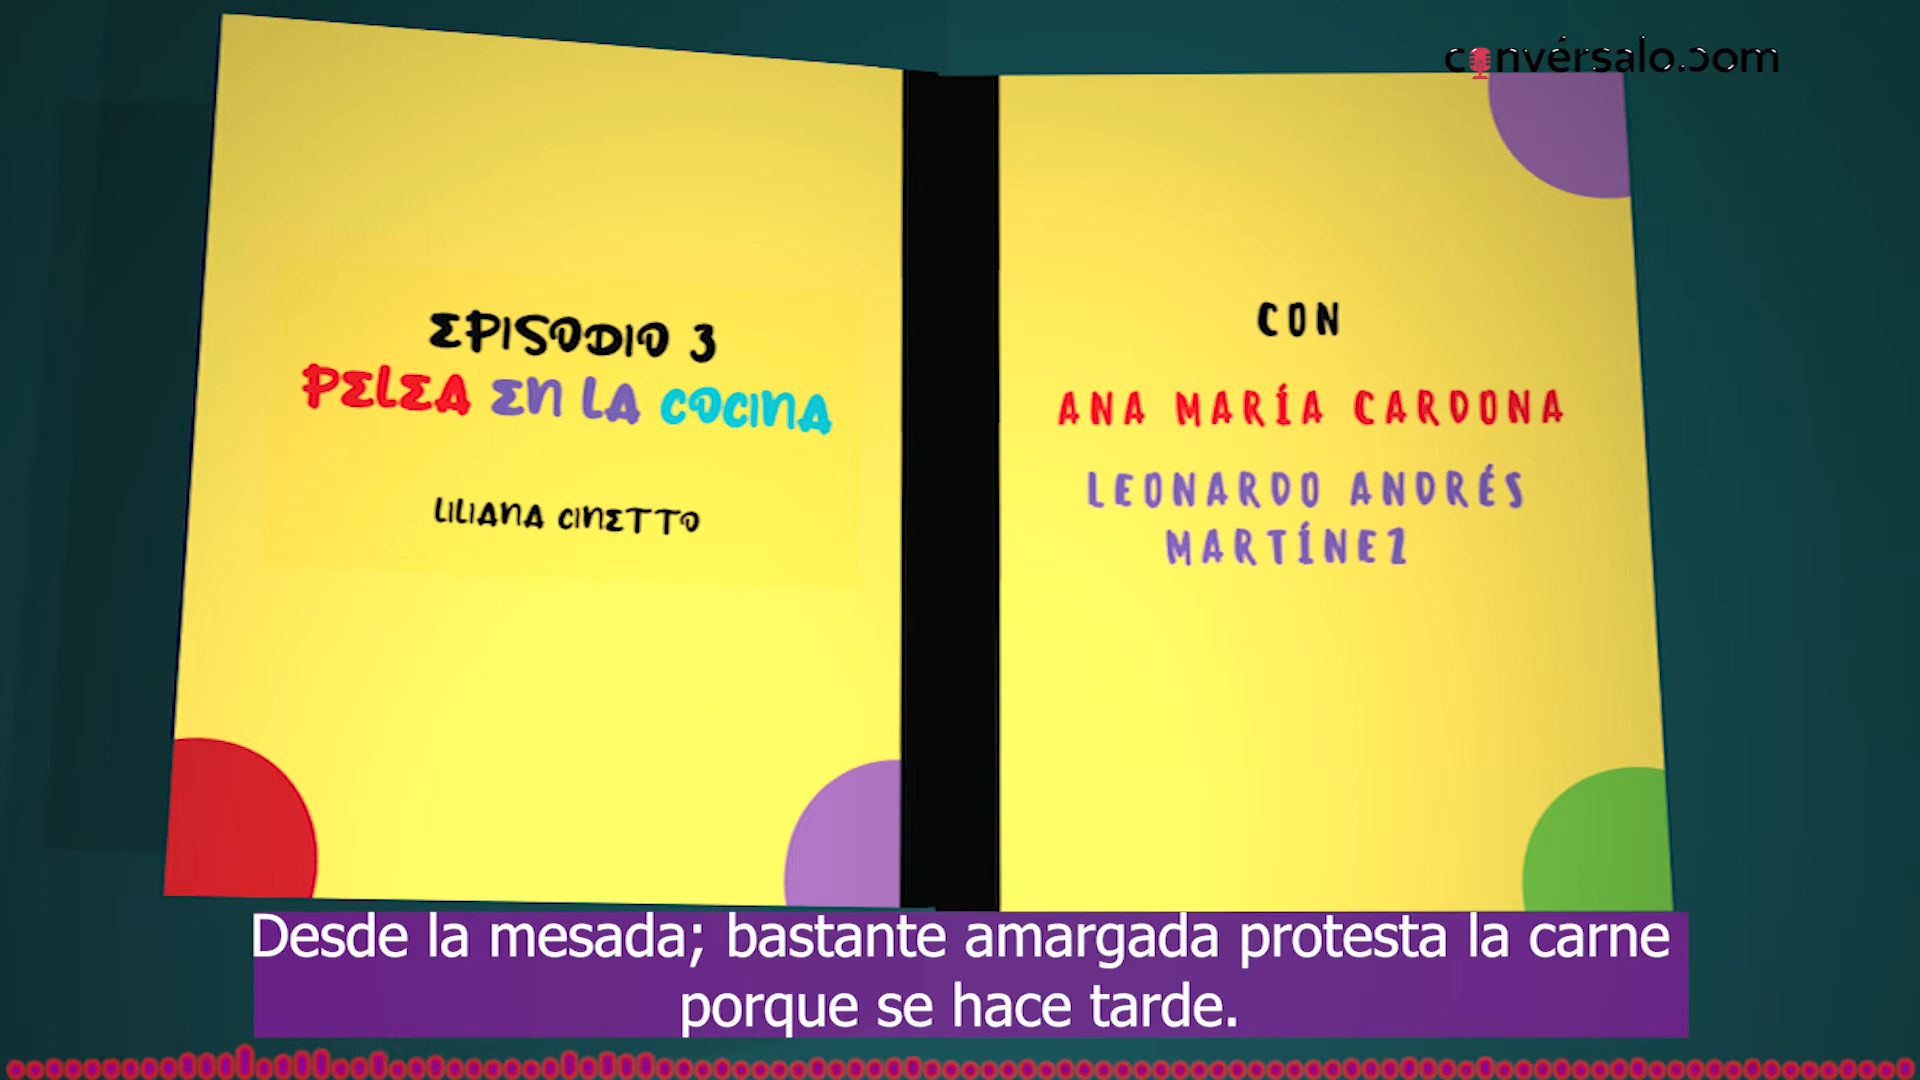 convérsalo.com
EPISODIO 3
PELEA EN LA COCINA
LILIANA CINETTO
CON
ANA MARÍA CARDONA
LEONARDO ANDRÉS
MARTÍNEZ
Desde la mesada; bastante amargada protesta la carne
porque se hace tarde.